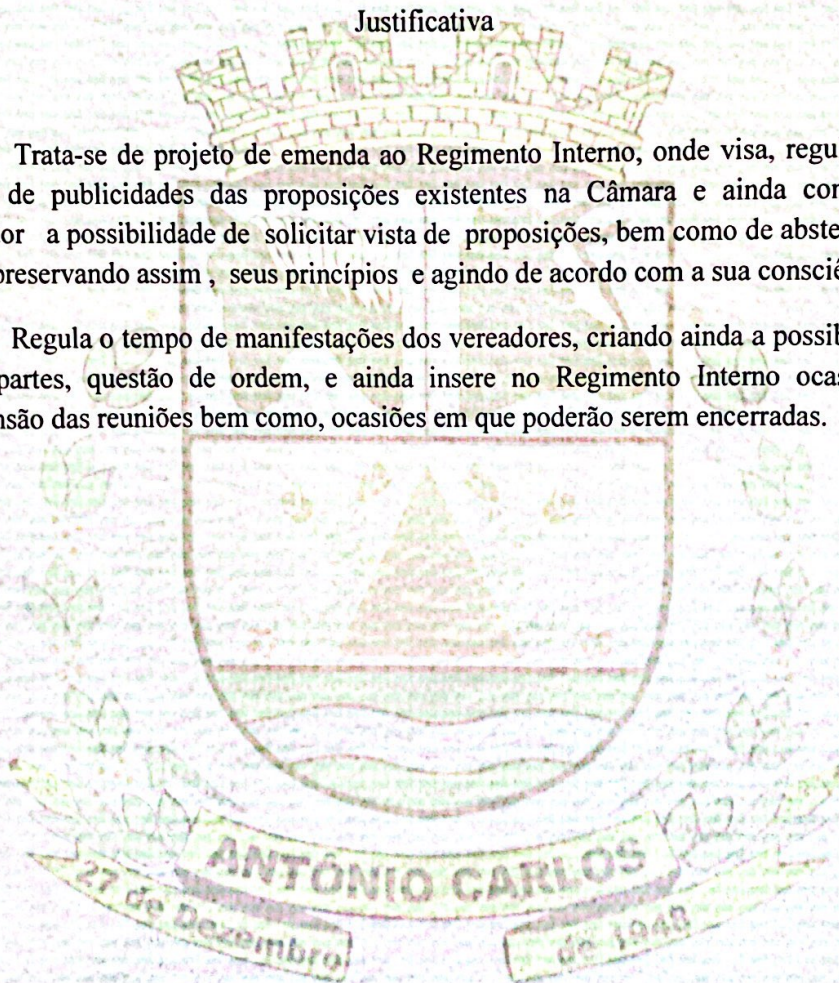 Justificativa
Trata-se de projeto de emenda ao Regimento Interno, onde visa, regu
de publicidades das proposições existentes na Câmara e ainda con
or a possibilidade de solicitar vista de proposições, bem como de abste
preservando assim , seus princípios e agindo de acordo com a sua consciê
Regula o tempo de manifestações dos vereadores, criando ainda a possib
partes, questão de ordem, e ainda insere no Regimento Interno ocas
nsão das reuniões bem como, ocasiões em que poderão serem encerradas.
ANTÔNIO CARLOS
27 de Dezembro de 1948